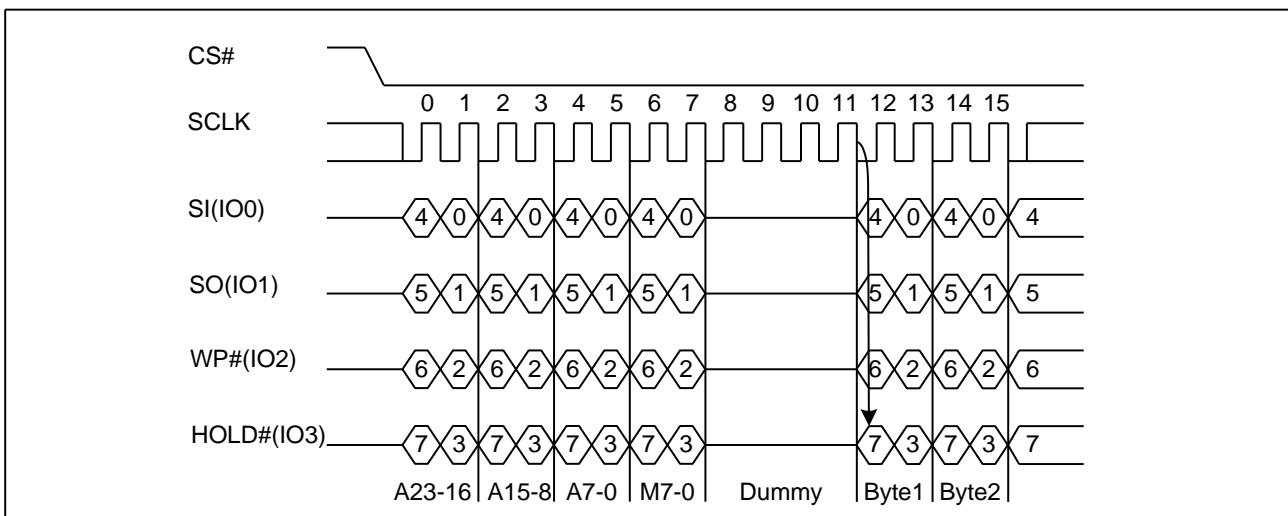 CS#
0 1 2 3 4 5 6 7 8 9 10 11 12 13 14 15
SCLK
SI(IO0) 4 0 4 0 4 0 4 0 4 0 4 0 4
SO(IO1) 5 1 5 1 5 1 5 1 5 1 5 1 5
WP#(IO2) 6 2 6 2 6 2 6 2 6 2 6 2 6
HOLD#(IO3) 7 3 7 3 7 3 7 3 7 3 7 3 7
A23-16 A15-8 A7-0 M7-0 Dummy Byte1 Byte2